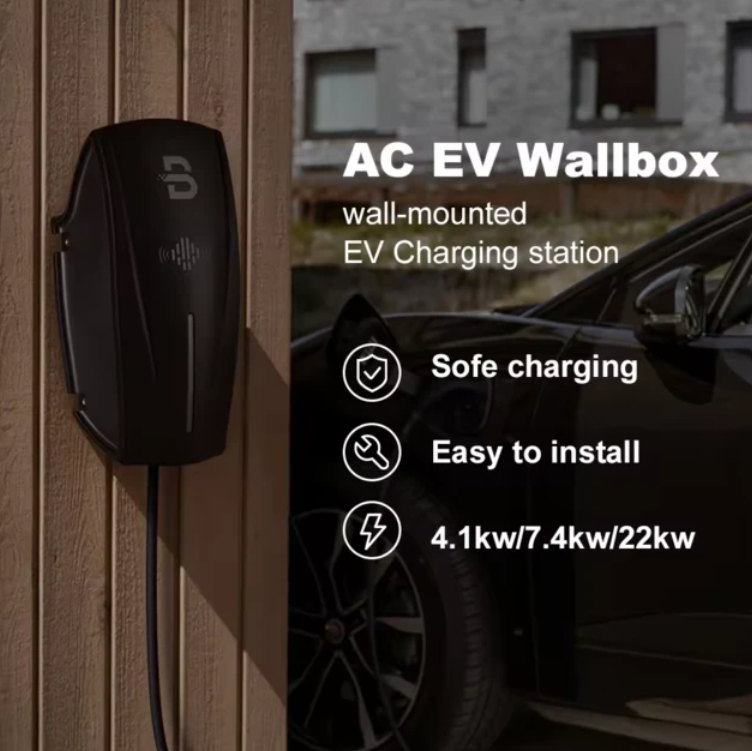 B
AC EV Wallbox
wall-mounted
EV Charging station
Sofe charging
Easy to install
4.1kw/7.4kw/22kw